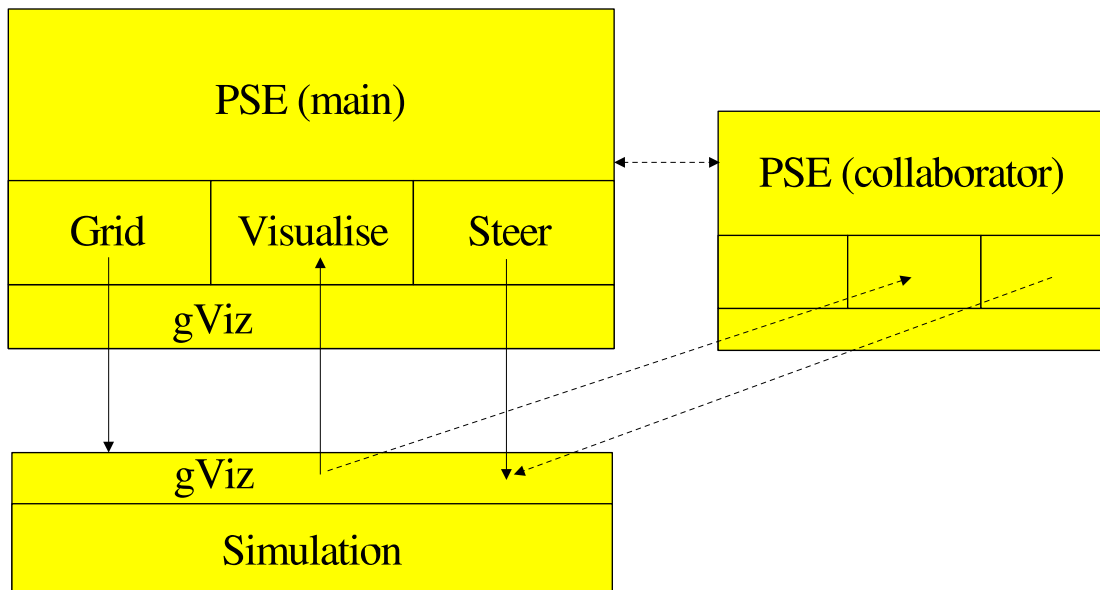 PSE (main)
PSE (collaborator)
Grid
Visualise
Steer
gViz
gViz
Simulation